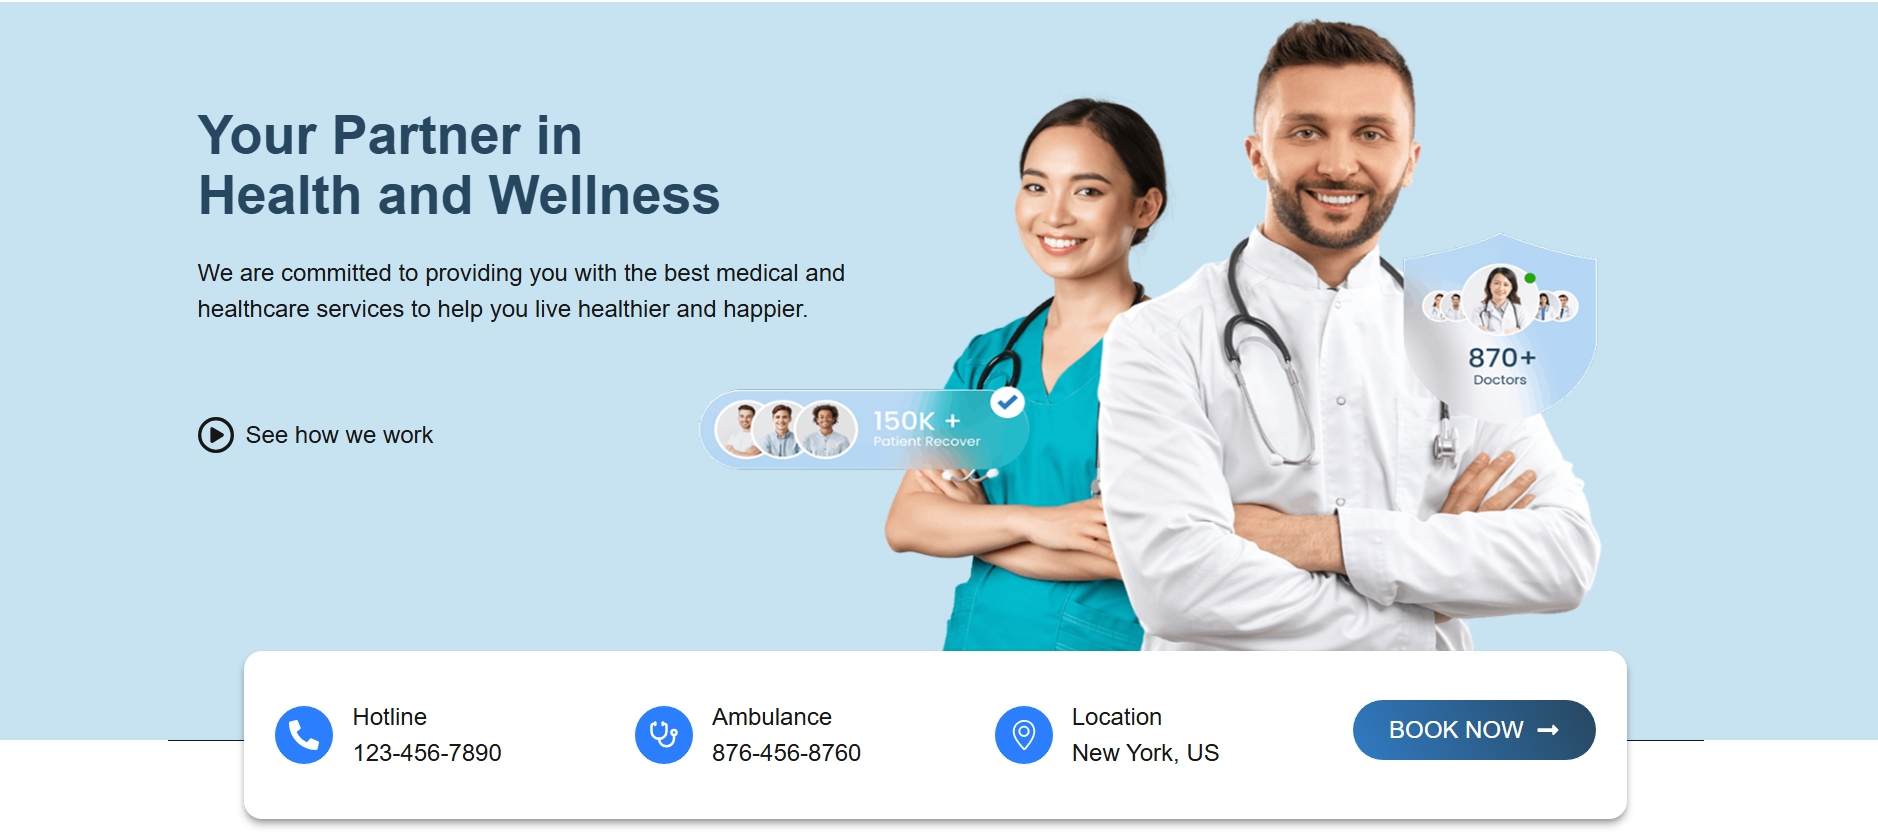 Your Partner in
Health and Wellness
We are committed to providing you with the best medical and
healthcare services to help you live healthier and happier.
See how we work
150K +
Patient Recover
870+
Doctors
Hotline
123-456-7890
Ambulance
876-456-8760
Location
New York, US
BOOK NOW